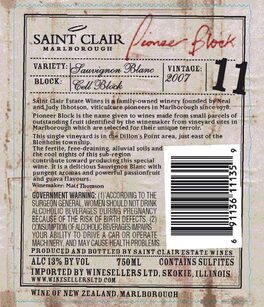 SAINT CLAIR
MARLBOROUGH
Pioneer Block
VARIETY: Sauvignon Blanc
VINTAGE: 2007
BLOCK: Cell Block
11
Saint Clair Estate Wines is a family-owned winery founded by Neal
and Judy Ibbotson, viticulture pioneers in Marlborough since 1978.
Pioneer Block is the name given to wines made from small parcels of
outstanding fruit identified by the winemaker from vineyard sites in
Marlborough which are selected for their unique terroir.
This single vineyard is in the Dillon's Point area, just east of the
Blenheim township.
The fertile, free-draining, alluvial soils and
the cool nights of this sub-region
contribute toward producing this special
wine. It is a delicious Sauvignon Blanc with
pungent aromas and powerful passionfruit
and guava flavours.
Winemaker: Matt Thomson
GOVERNMENT WARNING: (1) ACCORDING TO THE
SURGEON GENERAL, WOMEN SHOULD NOT DRINK
ALCOHOLIC BEVERAGES DURING PREGNANCY
BECAUSE OF THE RISK OF BIRTH DEFECTS. (2)
CONSUMPTION OF ALCOHOLIC BEVERAGES IMPAIRS
YOUR ABILITY TO DRIVE A CAR OR OPERATE
MACHINERY, AND MAY CAUSE HEALTH PROBLEMS.
9 421136 11135 6
PRODUCED AND BOTTLED BY SAINT CLAIR ESTATE WINES
ALC 13% BY VOL 750ML CONTAINS SULFITES
IMPORTED BY WINESELLERS LTD, SKOKIE, ILLINOIS
WWW.WINESELLERSLTD.COM
WINE OF NEW ZEALAND, MARLBOROUGH